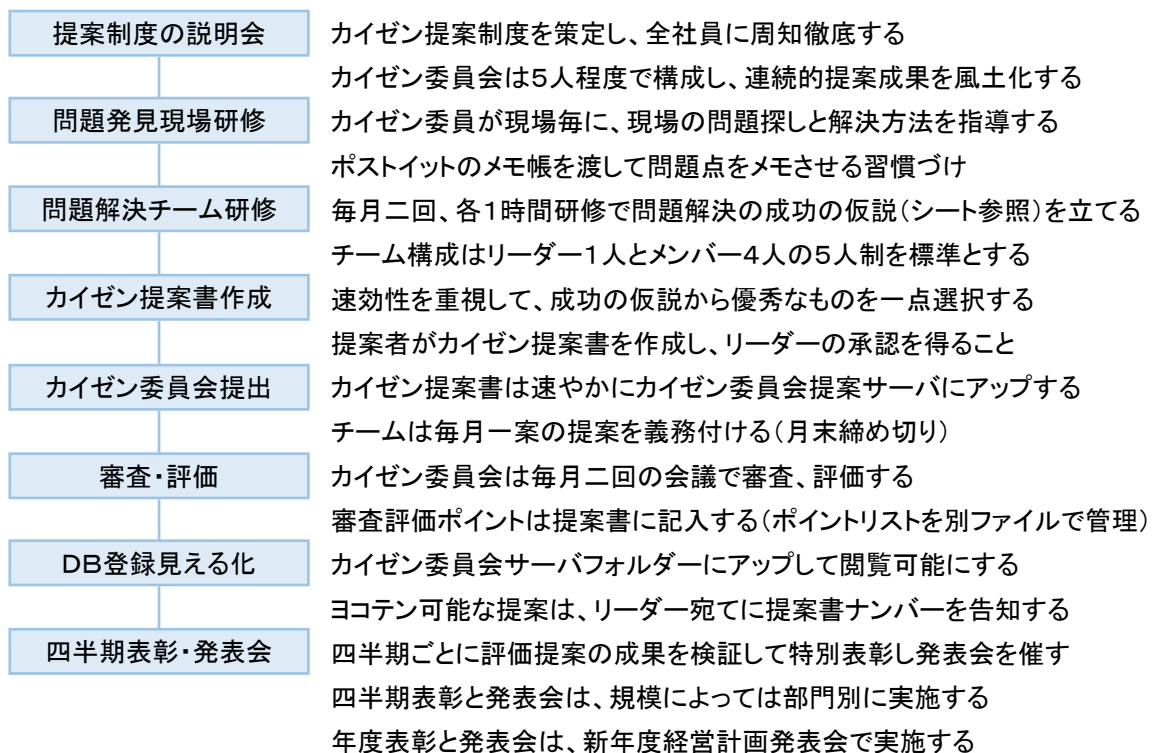 提案制度の説明会 カイゼン提案制度を策定し、全社員に周知徹底する
カイゼン委員会は5人程度で構成し、連続的提案成果を風土化する
問題発見現場研修 カイゼン委員が現場毎に、現場の問題探しと解決方法を指導する
ポストイットのメモ帳を渡して問題点をメモさせる習慣づけ
問題解決チーム研修 毎月二回、各1時間研修で問題解決の成功の仮説(シート参照)を立てる
チーム構成はリーダー1人とメンバー4人の5人制を標準とする
カイゼン提案書作成 速効性を重視して、成功の仮説から優秀なものを一点選択する
提案者がカイゼン提案書を作成し、リーダーの承認を得ること
カイゼン委員会提出 カイゼン提案書は速やかにカイゼン委員会提案サーバにアップする
チームは毎月一案の提案を義務付ける(月末締め切り)
審査・評価 カイゼン委員会は毎月二回の会議で審査、評価する
審査評価ポイントは提案書に記入する(ポイントリストを別ファイルで管理)
DB登録見える化 カイゼン委員会サーバフォルダーにアップして閲覧可能にする
ヨコテン可能な提案は、リーダー宛てに提案書ナンバーを告知する
四半期表彰・発表会 四半期ごとに評価提案の成果を検証して特別表彰し発表会を催す
四半期表彰と発表会は、規模によっては部門別に実施する
年度表彰と発表会は、新年度経営計画発表会で実施する